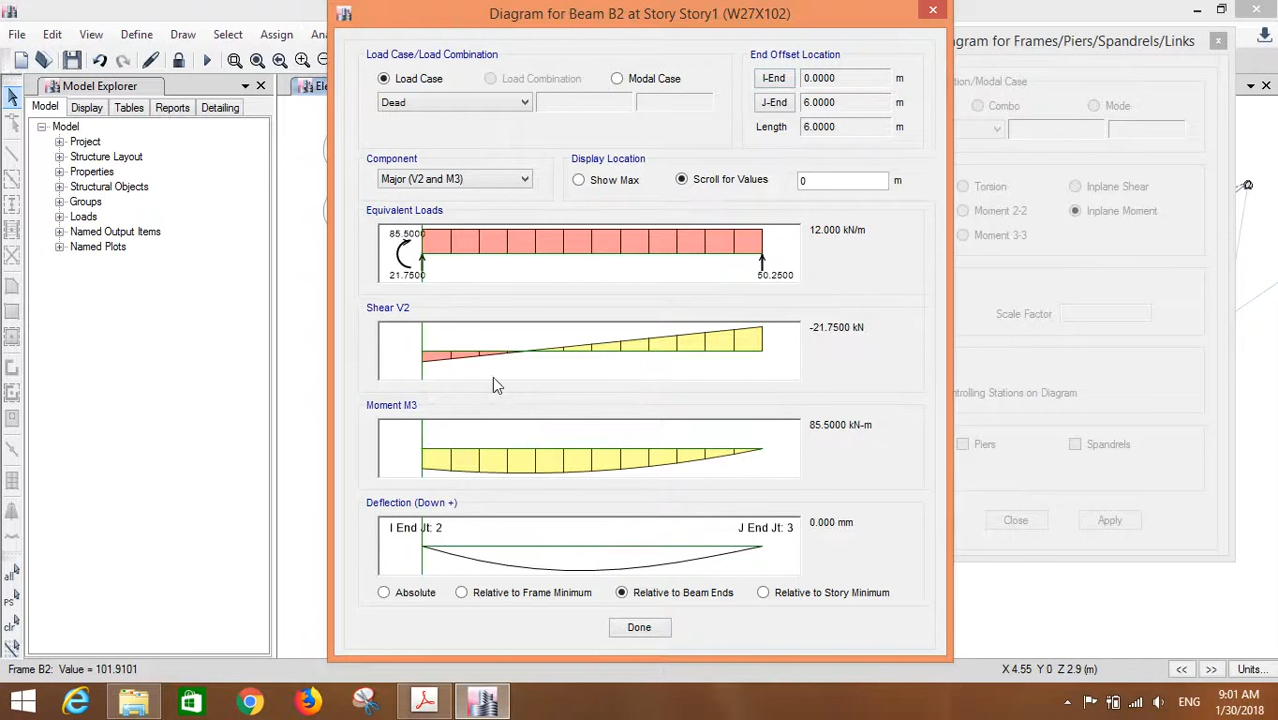 Diagram for Beam B2 at Story Story1 (W27X102)
File Edit View Define Draw Select Assign
Model Explorer
Model Display Tables Reports Detailing
Model
Project
Structure Layout
Properties
Structural Objects
Groups
Loads
Named Output Items
Named Plots
all
PS
clr
Load Case/Load Combination
Load Case Load Combination Modal Case
Dead
End Offset Location
I-End 0.0000 m
J-End 6.0000 m
Length 6.0000 m
Component
Major (V2 and M3)
Display Location
Show Max Scroll for Values 0 m
Equivalent Loads
85.5000
21.7500
50.2500
12.000 kN/m
Shear V2
-21.7500 kN
Moment M3
85.5000 kN-m
Deflection (Down +)
I End Jt: 2 J End Jt: 3
0.000 mm
Absolute Relative to Frame Minimum Relative to Beam Ends Relative to Story Minimum
Done
gram for Frames/Piers/Spandrels/Links
on/Modal Case
Combo Mode
Torsion Inplane Shear
Moment 2-2 Inplane Moment
Moment 3-3
Scale Factor
ontrolling Stations on Diagram
Piers Spandrels
Close Apply
Frame B2: Value = 101.9101
X 4.55 Y 0 Z 2.9 (m)
<< >> Units...
ENG
9:01 AM
1/30/2018